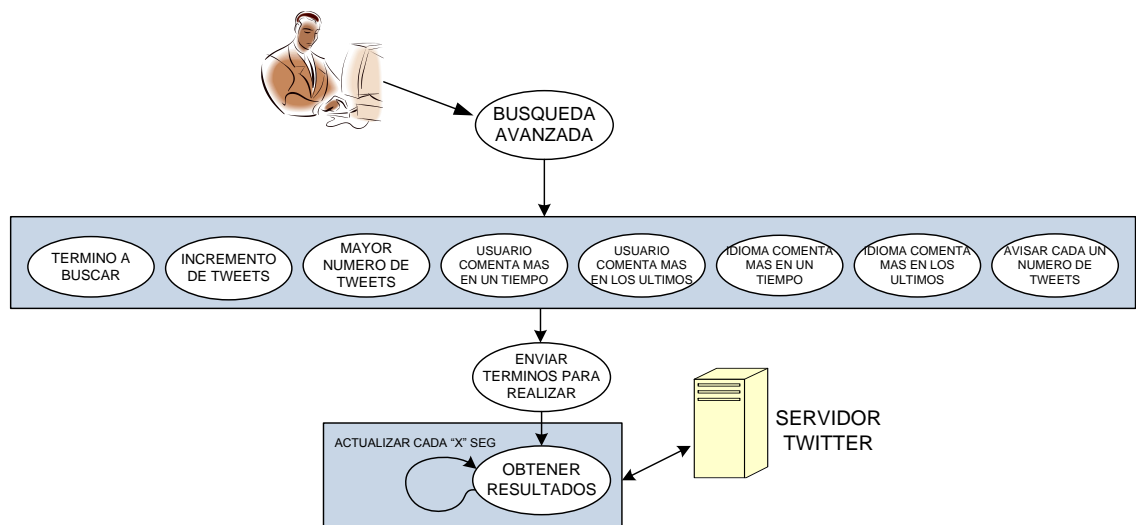 BUSQUEDA
AVANZADA
TERMINO A
BUSCAR
INCREMENTO
DE TWEETS
MAYOR
NUMERO DE
TWEETS
USUARIO
COMENTA MAS
EN UN TIEMPO
USUARIO
COMENTA MAS
EN LOS ULTIMOS
IDIOMA COMENTA
MAS EN UN
TIEMPO
IDIOMA COMENTA
MAS EN LOS
ULTIMOS
AVISAR CADA UN
NUMERO DE
TWEETS
ENVIAR
TERMINOS PARA
REALIZAR
ACTUALIZAR CADA “X” SEG
OBTENER
RESULTADOS
SERVIDOR
TWITTER